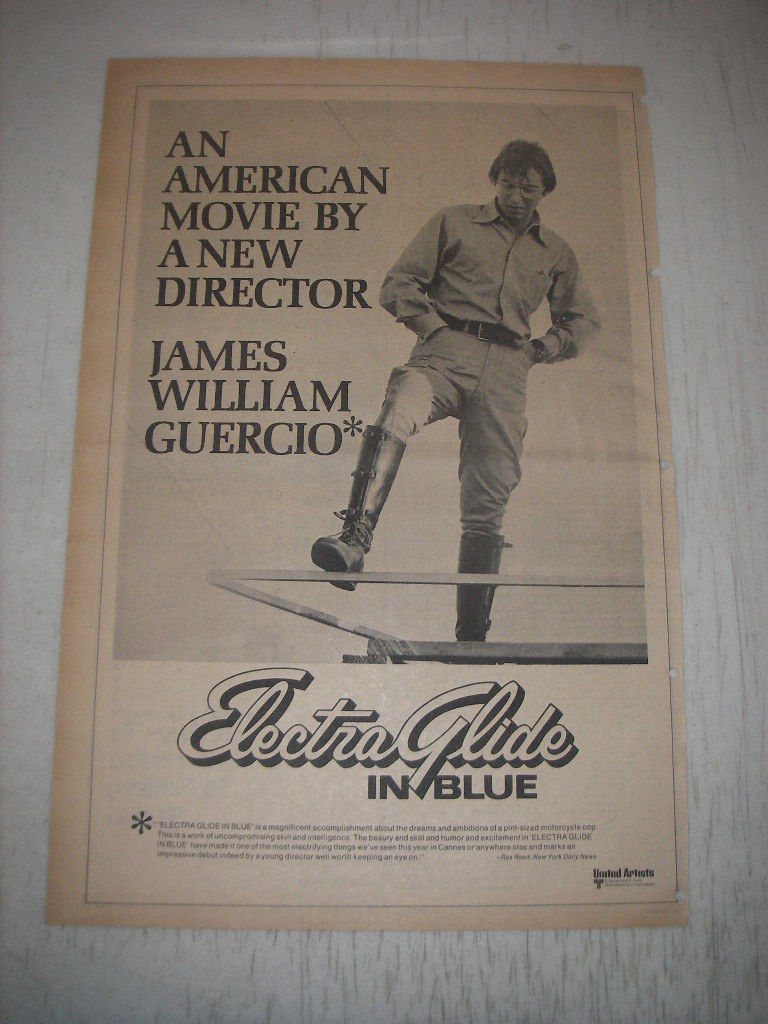 AN
AMERICAN
MOVIE BY
A NEW
DIRECTOR
JAMES
WILLIAM
GUERCIO*
Electra Glide
IN BLUE
* "'ELECTRA GLIDE IN BLUE' is a magnificent accomplishment about the dreams and ambitions of a pint-sized motorcycle cop.
This is a work of uncompromising skill and intelligence. The beauty and skill and humor and excitement in 'ELECTRA GLIDE
IN BLUE' have made it one of the most electrifying things we've seen this year in Cannes or anywhere else and marks an
impressive debut indeed by a young director well worth keeping an eye on."
–Rex Reed, New York Daily News
United Artists